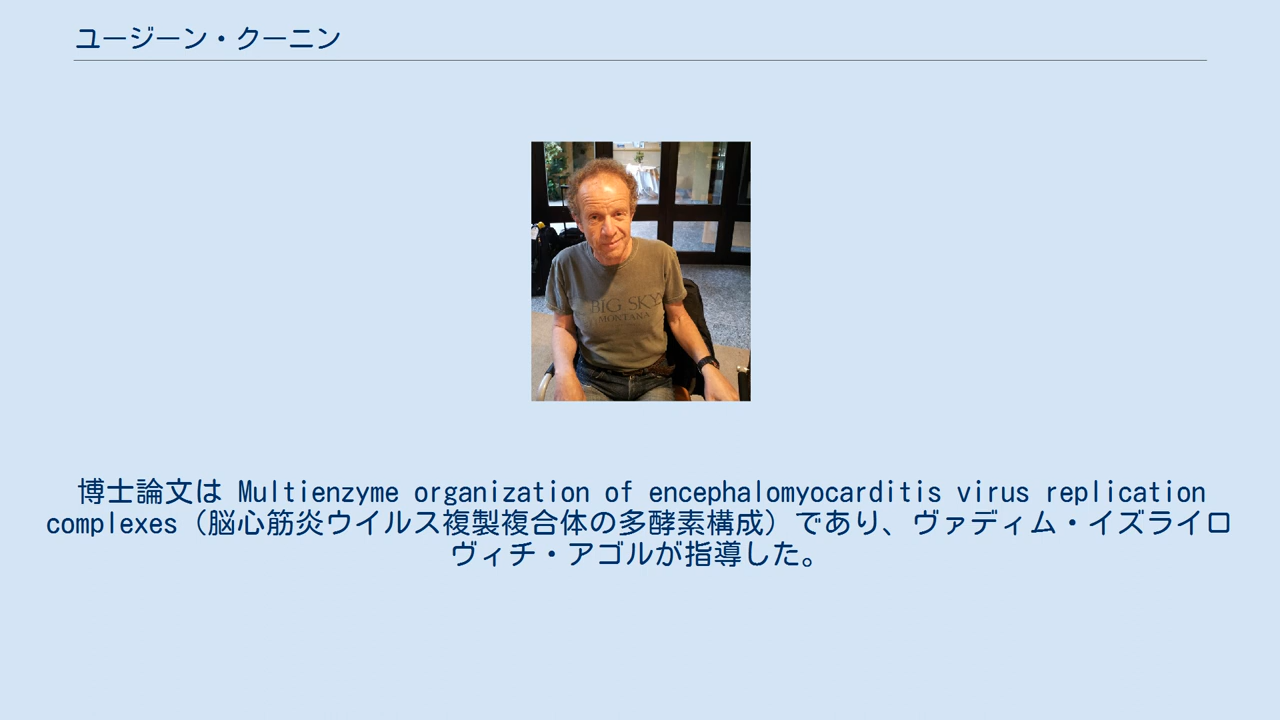 ユージーン・クーニン
BIG SKY
MONTANA
博士論文は Multienzyme organization of encephalomyocarditis virus replication
complexes（脳心筋炎ウイルス複製複合体の多酵素構成）であり、ヴァディム・イズライロ
ヴィチ・アゴルが指導した。